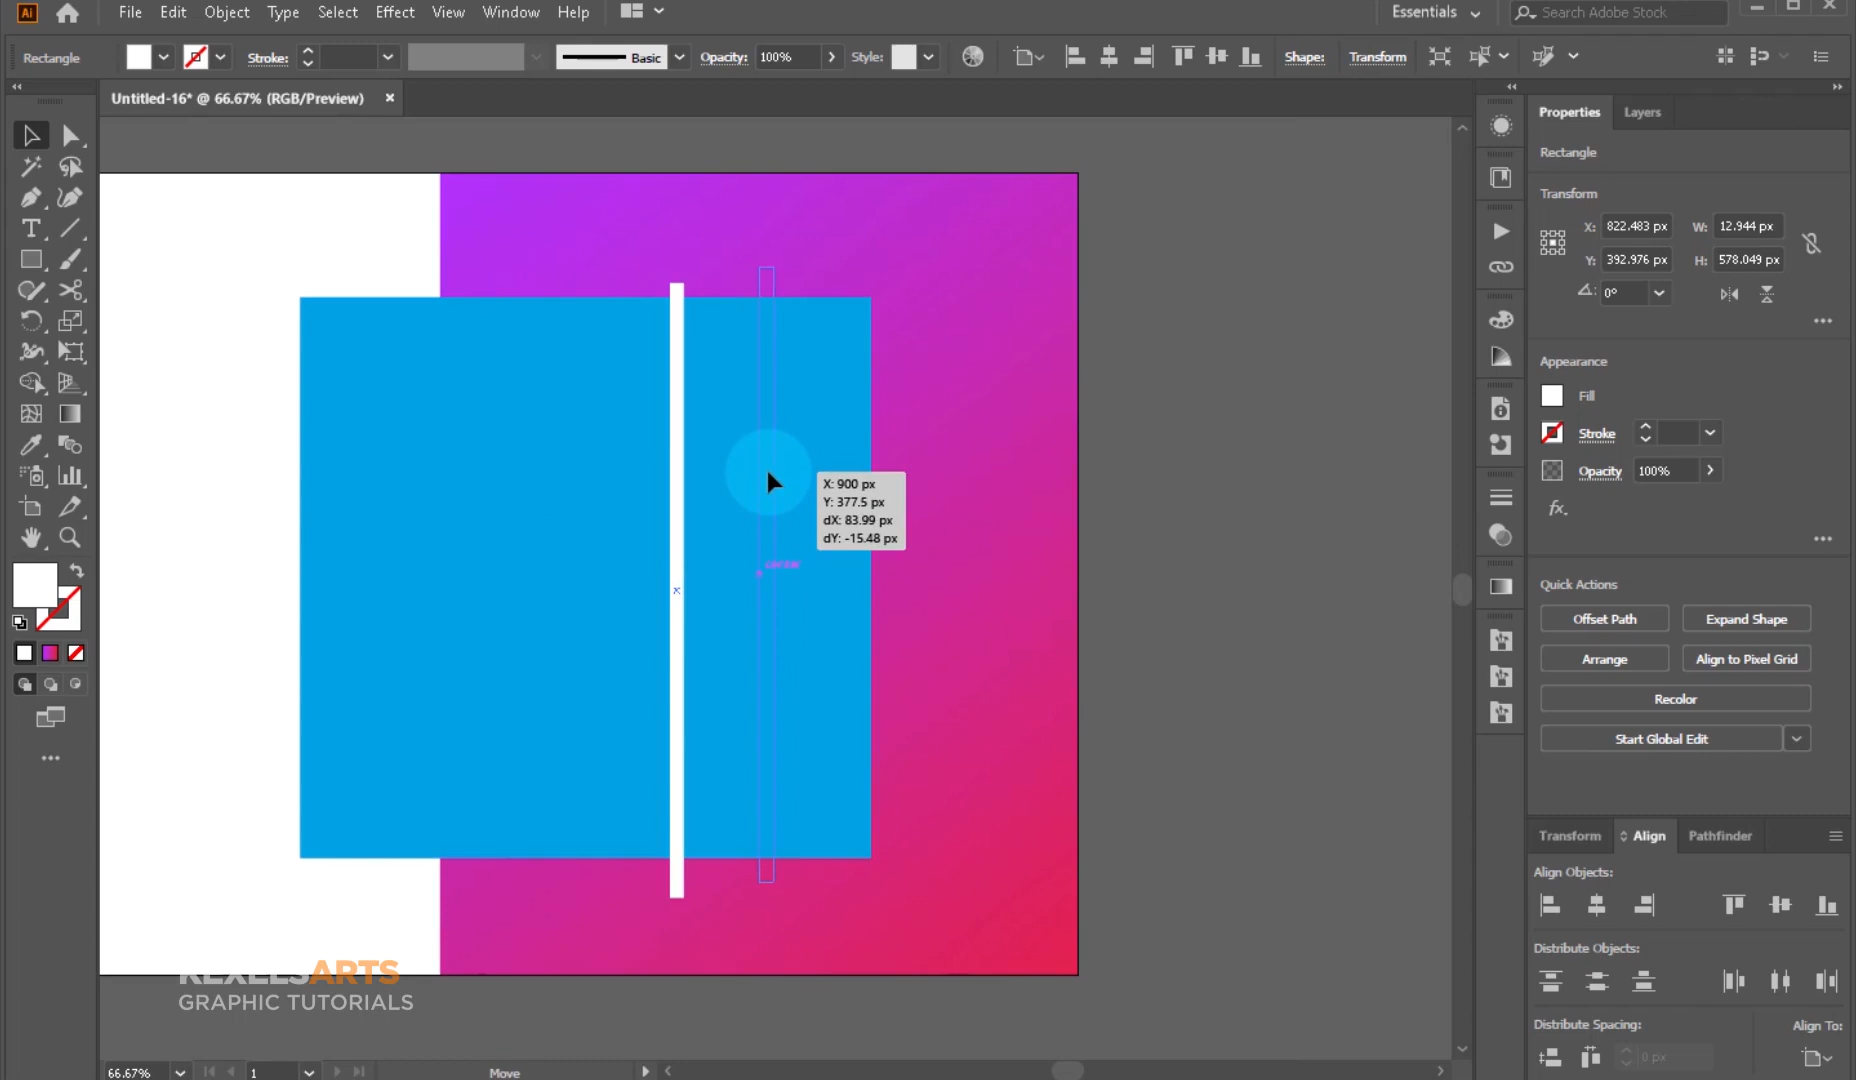 Ai File Edit Object Type Select Effect View Window Help Essentials Search Adobe Stock
Rectangle Stroke: Basic Opacity: 100% Style: Shape: Transform
Untitled-16* @ 66.67% (RGB/Preview) ×
Properties Layers
Rectangle
Transform
X: 822.483 px W: 12.944 px
Y: 392.976 px H: 578.049 px
0°
Appearance
Fill
Stroke
Opacity 100%
fx.
Quick Actions
Offset Path Expand Shape
Arrange Align to Pixel Grid
Recolor
Start Global Edit
Transform Align Pathfinder
Align Objects:
Distribute Objects:
Distribute Spacing: Align To:
0 px
X: 900 px
Y: 377.5 px
dX: 83.99 px
dY: -15.48 px
REXEESARTS
GRAPHIC TUTORIALS
66.67% 1 Move